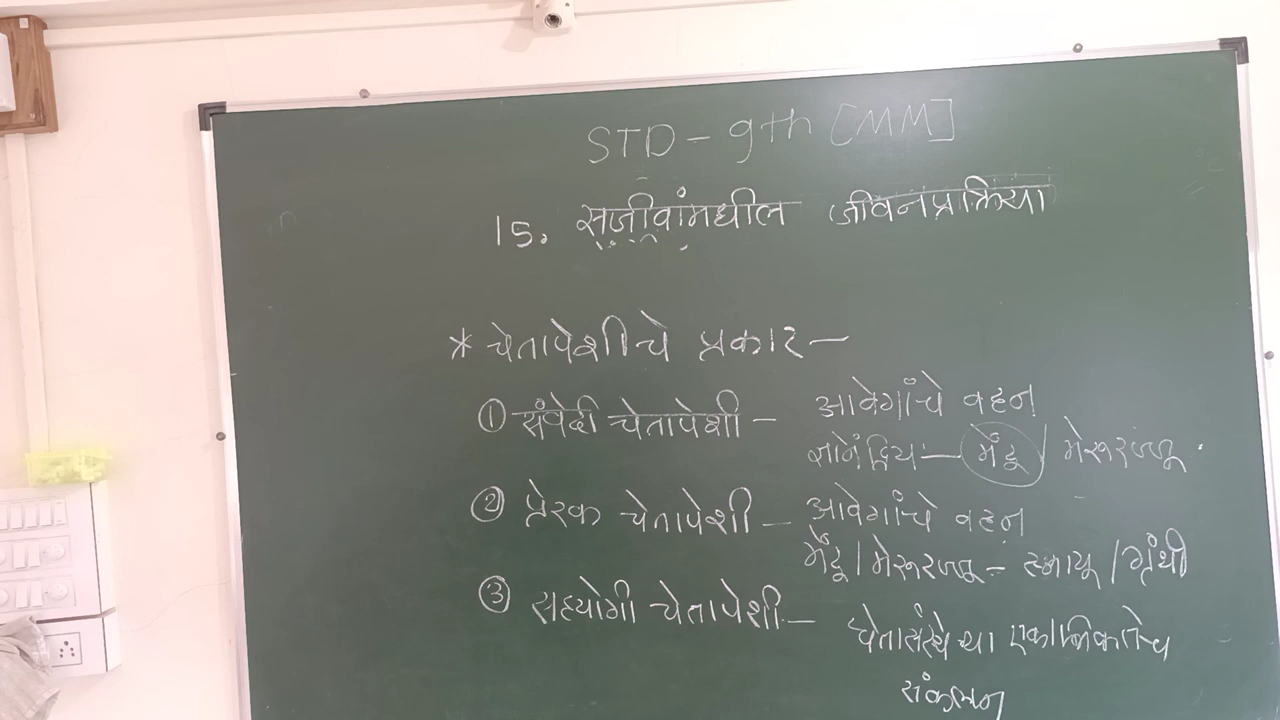 STD - 9th [MM]
15. सजीवांमधील जीवनप्रक्रिया
* चेतापेशीचे प्रकार -
① संवेदी चेतापेशी - आवेगांचे वहन
ज्ञानेंद्रिय - मेंदू / मेरूरज्जू.
② प्रेरक चेतापेशी - आवेगांचे वहन
मेंदू / मेरूरज्जू - स्नायू / ग्रंथी
③ सहयोगी चेतापेशी - चेतासंस्थेच्या एकात्मिकतेचे
संकलन